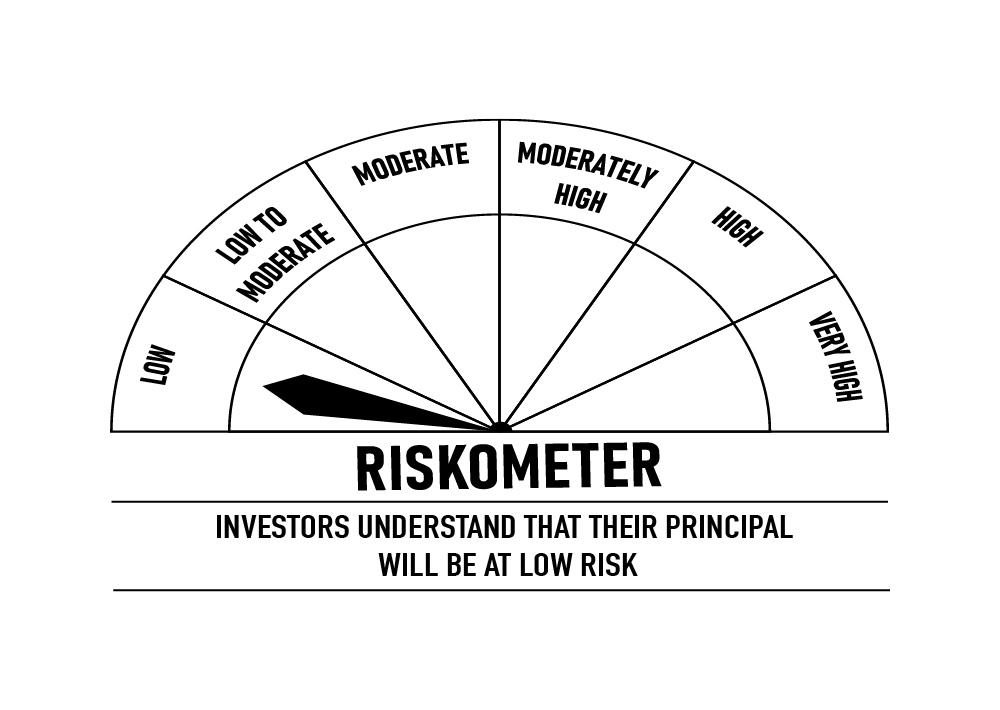 LOW
LOW TO
MODERATE
MODERATE
MODERATELY
HIGH
HIGH
VERY HIGH
RISKOMETER
INVESTORS UNDERSTAND THAT THEIR PRINCIPAL
WILL BE AT LOW RISK